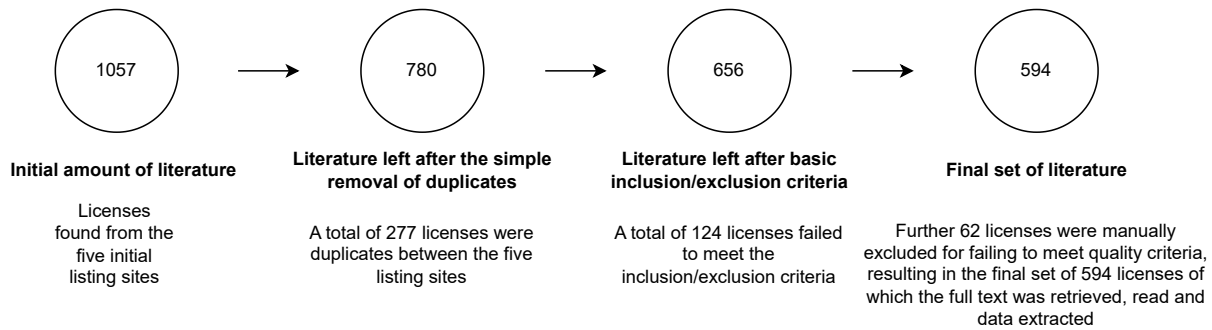 1057
780
656
594
Initial amount of literature
Licenses
found from the
five initial
listing sites
Literature left after the simple
removal of duplicates
A total of 277 licenses were
duplicates between the five
listing sites
Literature left after basic
inclusion/exclusion criteria
A total of 124 licenses failed
to meet the
inclusion/exclusion criteria
Final set of literature
Further 62 licenses were manually
excluded for failing to meet quality criteria,
resulting in the final set of 594 licenses of
which the full text was retrieved, read and
data extracted